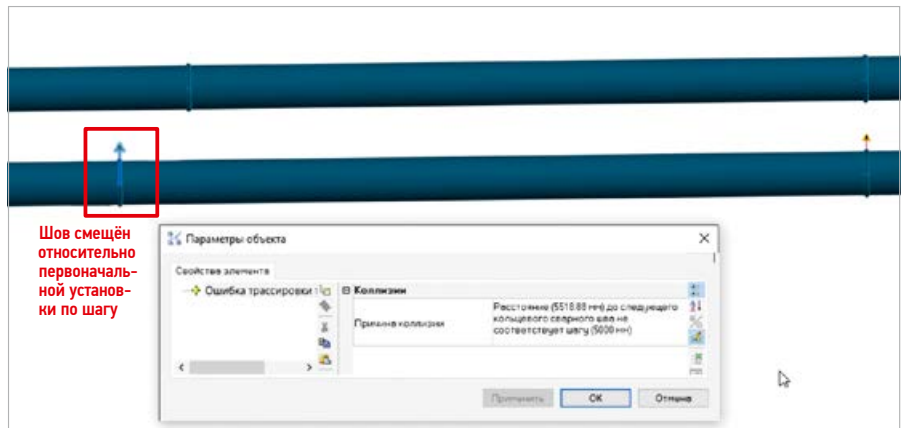 Шов смещён
относительно
первоначаль-
ной установ-
ки по шагу
Параметры объекта
Свойства элемента
Ошибка трассировки
Коллизии
Причина коллизии
Расстояние (5518.88 мм) до следующего
кольцевого сварного шва не
соответствует шагу (5000 мм)
Применить
ОК
Отмена